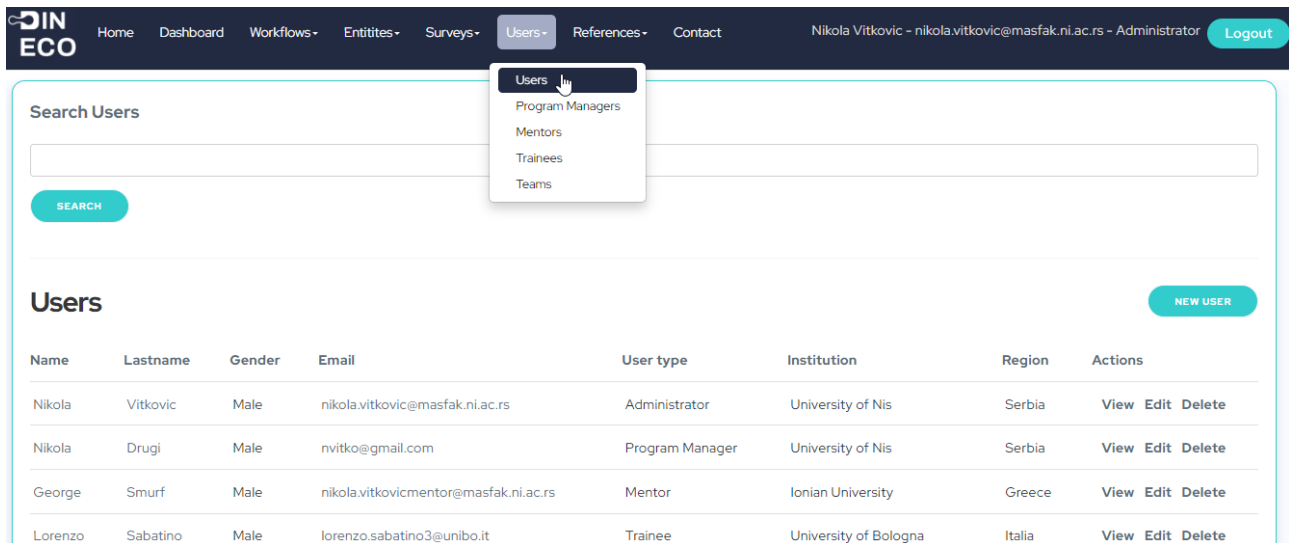 DIN
ECO
Home Dashboard Workflows Entitites Surveys Users References Contact
Nikola Vitkovic - nikola.vitkovic@masfak.ni.ac.rs - Administrator Logout
Users
Program Managers
Mentors
Trainees
Teams
Search Users
SEARCH
Users
NEW USER
Name Lastname Gender Email User type Institution Region Actions
Nikola Vitkovic Male nikola.vitkovic@masfak.ni.ac.rs Administrator University of Nis Serbia View Edit Delete
Nikola Drugi Male nvitko@gmail.com Program Manager University of Nis Serbia View Edit Delete
George Smurf Male nikola.vitkovicmentor@masfak.ni.ac.rs Mentor Ionian University Greece View Edit Delete
Lorenzo Sabatino Male lorenzo.sabatino3@unibo.it Trainee University of Bologna Italia View Edit Delete